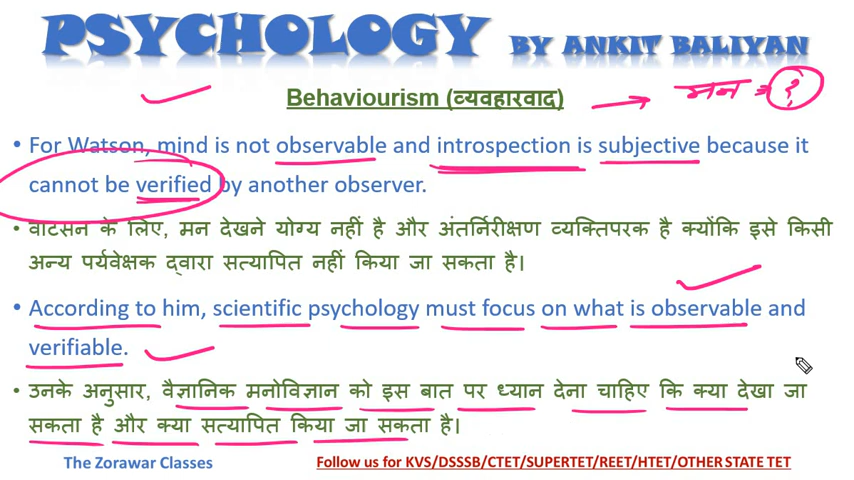 PSYCHOLOGY BY ANKIT BALIYAN
Behaviourism (व्यवहारवाद) मन = ?
• For Watson, mind is not observable and introspection is subjective because it
cannot be verified by another observer.
• वाटसन के लिए, मन देखने योग्य नहीं है और अंतर्निरीक्षण व्यक्तिपरक है क्योंकि इसे किसी
अन्य पर्यवेक्षक द्वारा सत्यापित नहीं किया जा सकता है।
• According to him, scientific psychology must focus on what is observable and
verifiable.
• उनके अनुसार, वैज्ञानिक मनोविज्ञान को इस बात पर ध्यान देना चाहिए कि क्या देखा जा
सकता है और क्या सत्यापित किया जा सकता है।
The Zorawar Classes Follow us for KVS/DSSSB/CTET/SUPERTET/REET/HTET/OTHER STATE TET